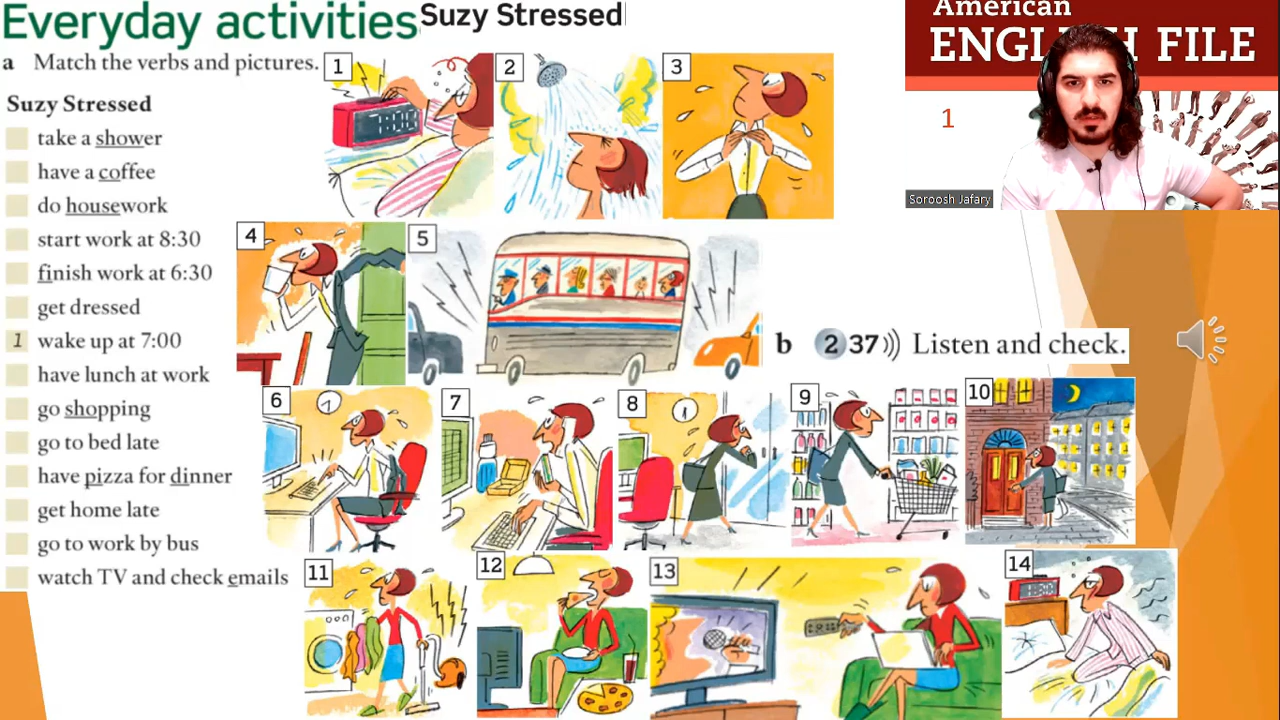 Everyday activities Suzy Stressed
a Match the verbs and pictures.
Suzy Stressed
take a shower
have a coffee
do housework
start work at 8:30
finish work at 6:30
get dressed
1 wake up at 7:00
have lunch at work
go shopping
go to bed late
have pizza for dinner
get home late
go to work by bus
watch TV and check emails
1
2
3
4
5
6
7
8
9
10
11
12
13
14
b 2 37 Listen and check.
American
ENGLISH FILE
1
Soroosh Jafary